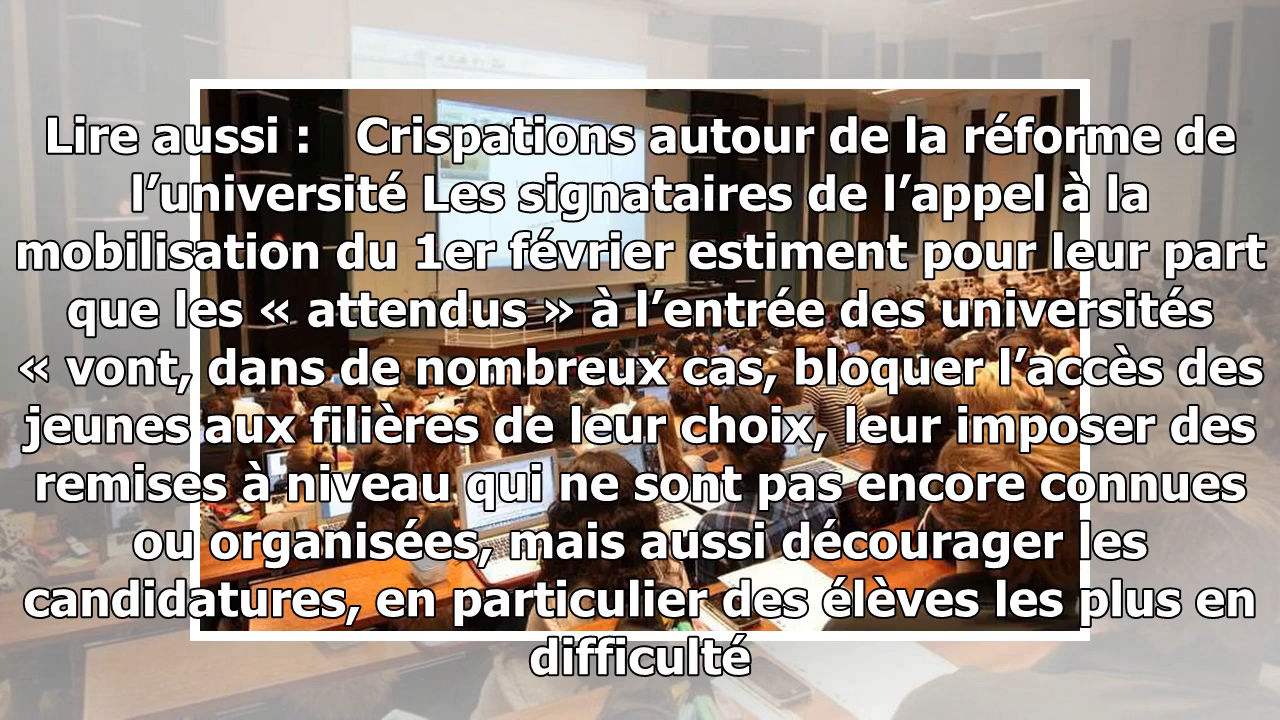 Lire aussi :   Crispations autour de la réforme de
l’université Les signataires de l’appel à la
mobilisation du 1er février estiment pour leur part
que les « attendus » à l’entrée des universités
« vont, dans de nombreux cas, bloquer l’accès des
jeunes aux filières de leur choix, leur imposer des
remises à niveau qui ne sont pas encore connues
ou organisées, mais aussi décourager les
candidatures, en particulier des élèves les plus en
difficulté